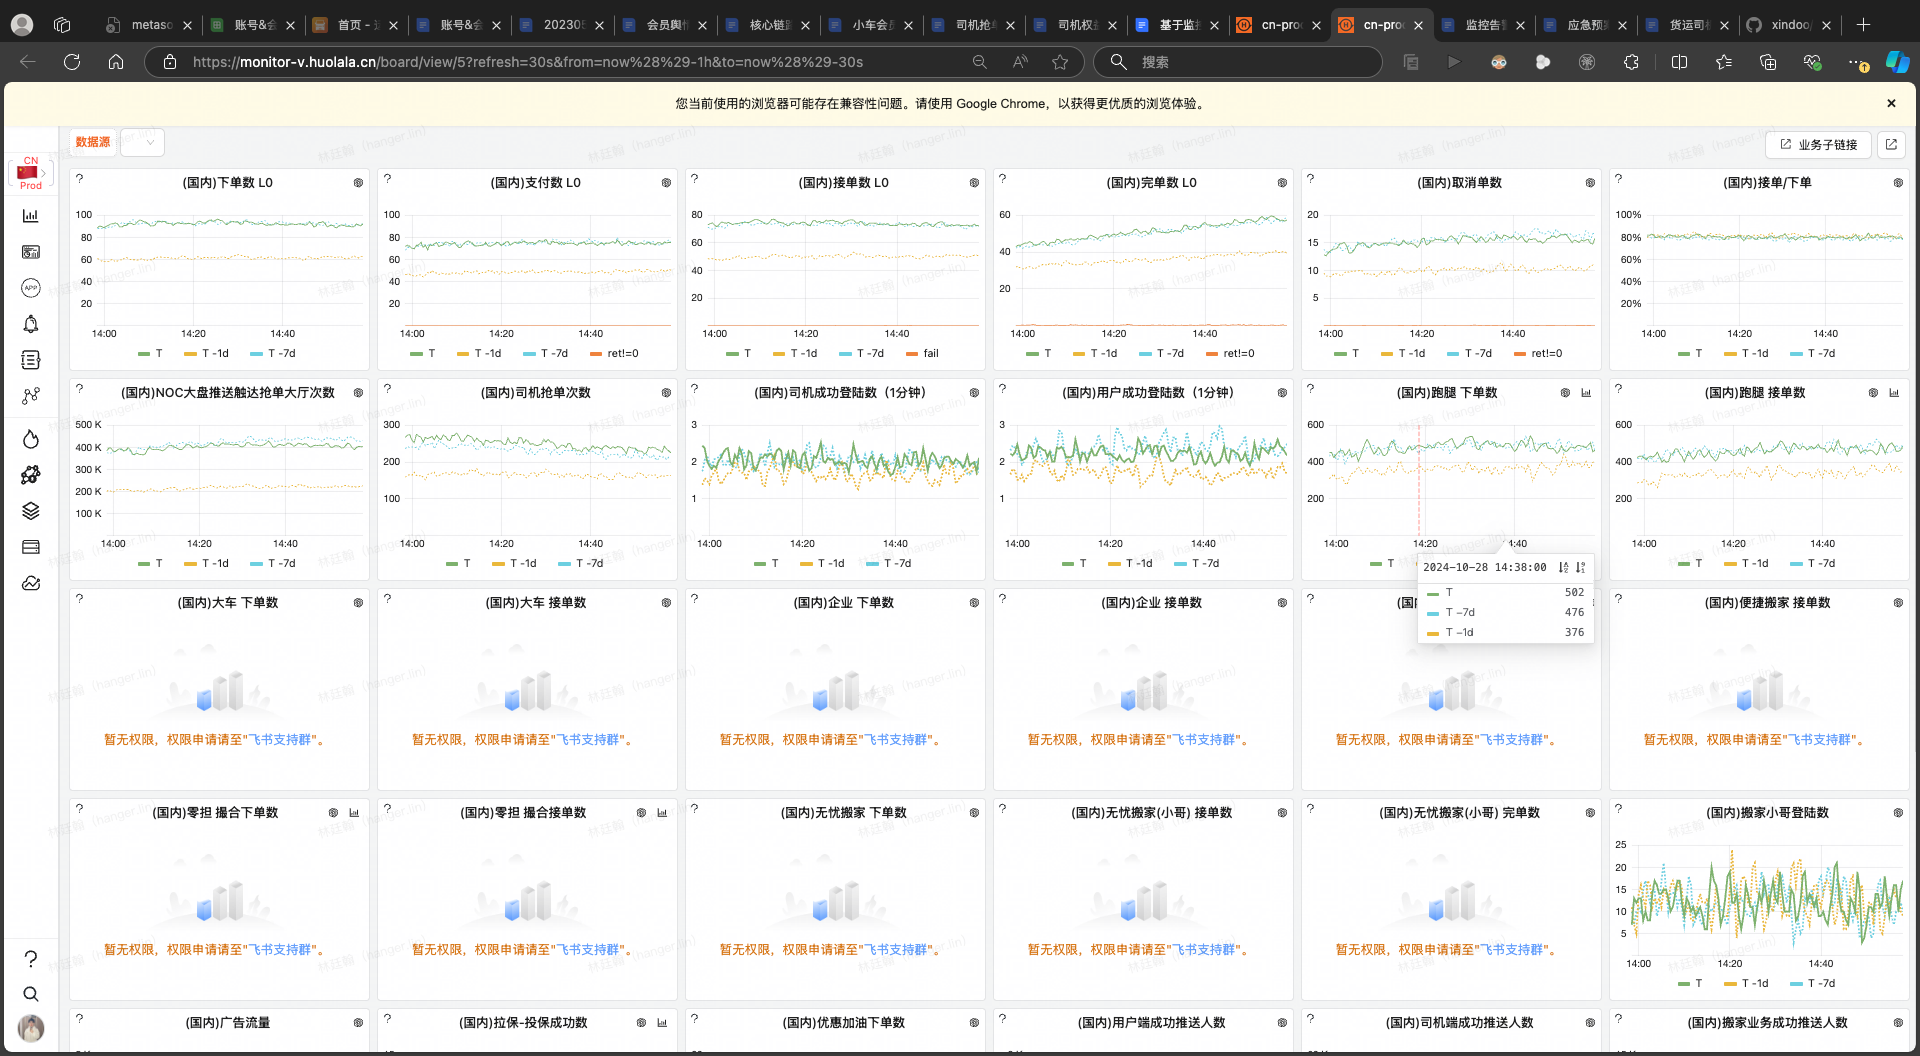 metaso
账号&会
首页 -
账号&会
202305
会员舆情
核心链路
小车会员
司机抢单
司机权益
基于监控
cn-proc
cn-proc
监控告警
应急预案
货运司机
xindoo/
https://monitor-v.huolala.cn/board/view/5?refresh=30s&from=now%28%29-1h&to=now%28%29-30s
搜索
您当前使用的浏览器可能存在兼容性问题。请使用 Google Chrome，以获得更优质的浏览体验。
数据源
业务子链接
CN
Prod
APP
(国内)下单数 L0
100
80
60
40
20
14:00 14:20 14:40
T T -1d T -7d
(国内)支付数 L0
100
80
60
40
20
14:00 14:20 14:40
T T -1d T -7d ret!=0
(国内)接单数 L0
80
60
40
20
14:00 14:20 14:40
T T -1d T -7d fail
(国内)完单数 L0
60
40
20
14:00 14:20 14:40
T T -1d T -7d ret!=0
(国内)取消单数
20
15
10
5
14:00 14:20 14:40
T T -1d T -7d ret!=0
(国内)接单/下单
100%
80%
60%
40%
20%
14:00 14:20 14:40
T T -1d T -7d
(国内)NOC大盘推送触达抢单大厅次数
500 K
400 K
300 K
200 K
100 K
14:00 14:20 14:40
T T -1d T -7d
(国内)司机抢单次数
300
200
100
14:00 14:20 14:40
T T -1d T -7d
(国内)司机成功登陆数（1分钟）
3
2
1
14:00 14:20 14:40
T T -1d T -7d
(国内)用户成功登陆数（1分钟）
3
2
1
14:00 14:20 14:40
T T -1d T -7d
(国内)跑腿 下单数
600
400
200
14:00 14:20 14:40
T
2024-10-28 14:38:00
T 502
T -7d 476
T -1d 376
(国内)跑腿 接单数
600
400
200
14:00 14:20 14:40
T T -1d T -7d
(国内)大车 下单数
暂无权限，权限申请请至"飞书支持群"。
(国内)大车 接单数
暂无权限，权限申请请至"飞书支持群"。
(国内)企业 下单数
暂无权限，权限申请请至"飞书支持群"。
(国内)企业 接单数
暂无权限，权限申请请至"飞书支持群"。
(国
暂无权限，权限申请请至"飞书支持群"。
(国内)便捷搬家 接单数
暂无权限，权限申请请至"飞书支持群"。
(国内)零担 撮合下单数
暂无权限，权限申请请至"飞书支持群"。
(国内)零担 撮合接单数
暂无权限，权限申请请至"飞书支持群"。
(国内)无忧搬家 下单数
暂无权限，权限申请请至"飞书支持群"。
(国内)无忧搬家(小哥) 接单数
暂无权限，权限申请请至"飞书支持群"。
(国内)无忧搬家(小哥) 完单数
暂无权限，权限申请请至"飞书支持群"。
(国内)搬家小哥登陆数
25
20
15
10
5
14:00 14:20 14:40
T T -1d T -7d
(国内)广告流量
(国内)拉保-投保成功数
(国内)优惠加油下单数
(国内)用户端成功推送人数
(国内)司机端成功推送人数
(国内)搬家业务成功推送人数
林廷翰（hanger.lin）